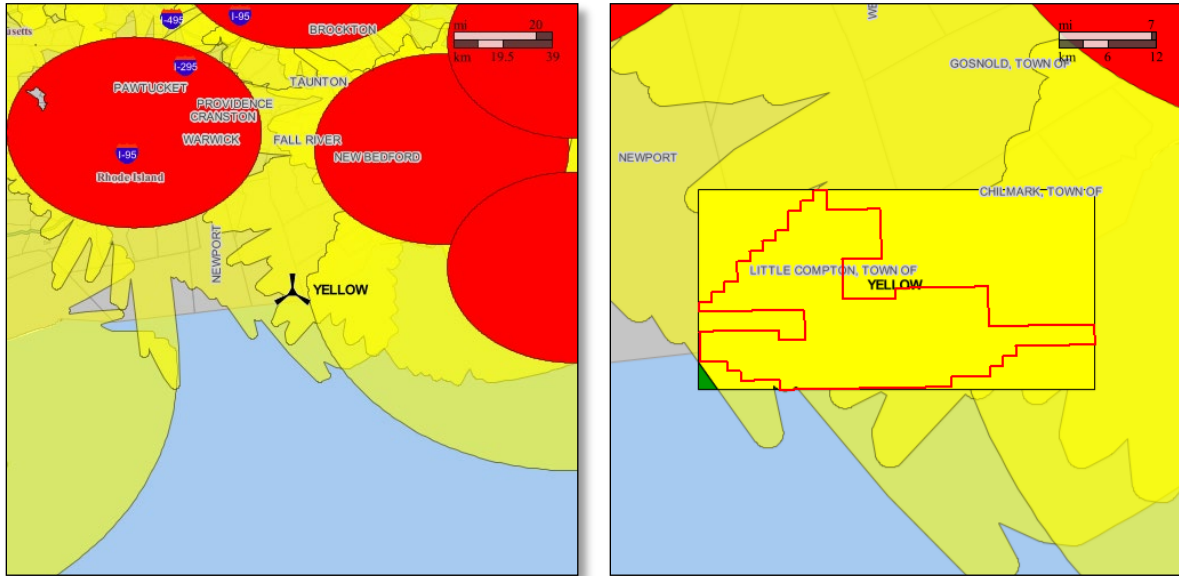 I-495
I-95
BROCKTON
mi 20
km 19.5 39
I-295
PAWTUCKET
TAUNTON
PROVIDENCE
CRANSTON
WARWICK
FALL RIVER
NEW BEDFORD
I-95
Rhode Island
NEWPORT
YELLOW
mi 7
km 6 12
GOSNOLD, TOWN OF
NEWPORT
CHILMARK, TOWN OF
LITTLE COMPTON, TOWN OF
YELLOW